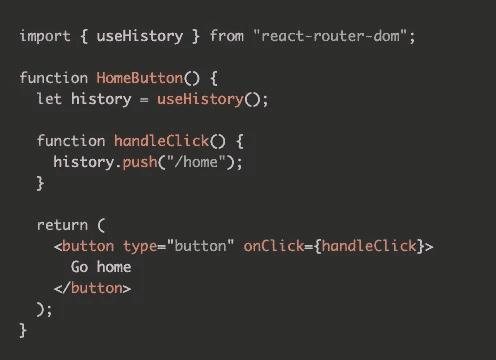 import { useHistory } from "react-router-dom";
function HomeButton() {
let history = useHistory();
function handleClick() {
history.push("/home");
}
return (
<button type="button" onClick={handleClick}>
Go home
</button>
);
}